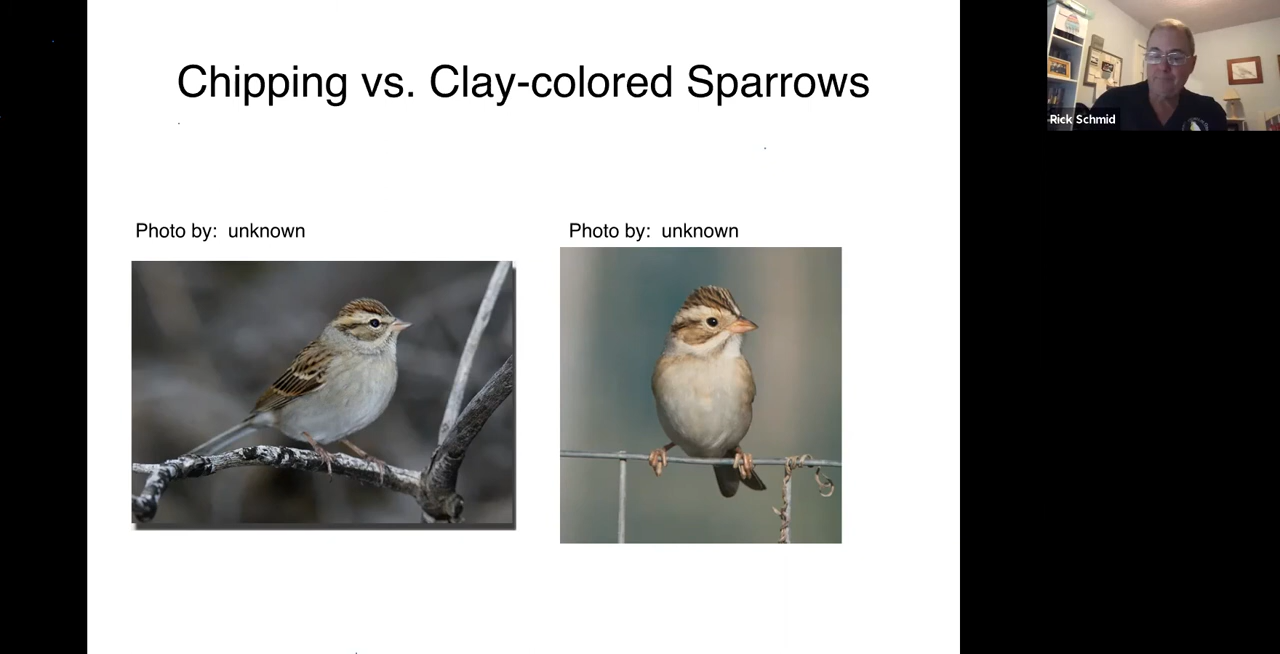 Chipping vs. Clay-colored Sparrows
Rick Schmid
Photo by: unknown
Photo by: unknown